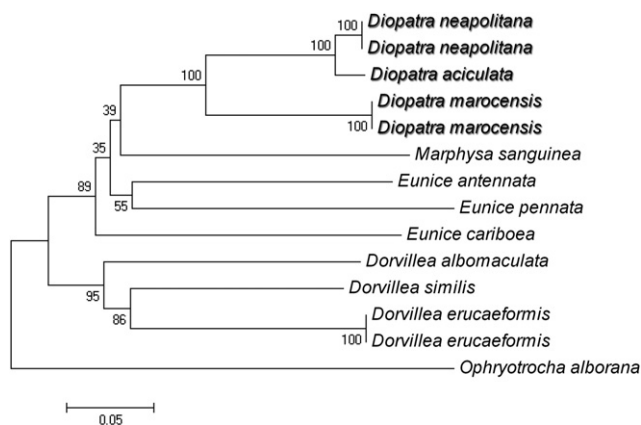 Diopatra neapolitana
100
100
Diopatra neapolitana
100
Diopatra aciculata
Diopatra marocensis
39
100
Diopatra marocensis
35
Marphysa sanguinea
Eunice antennata
89
55
Eunice pennata
Eunice cariboea
Dorvillea albomaculata
95
Dorvillea similis
86
Dorvillea erucaeformis
100
Dorvillea erucaeformis
Ophryotrocha alborana
0.05